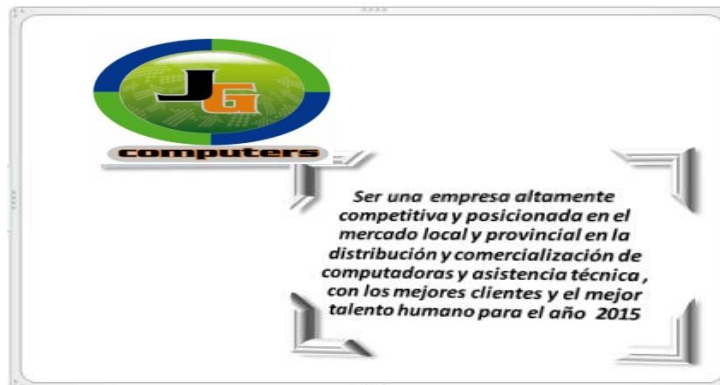 JG
computers
Ser una empresa altamente
competitiva y posicionada en el
mercado local y provincial en la
distribución y comercialización de
computadoras y asistencia técnica ,
con los mejores clientes y el mejor
talento humano para el año 2015